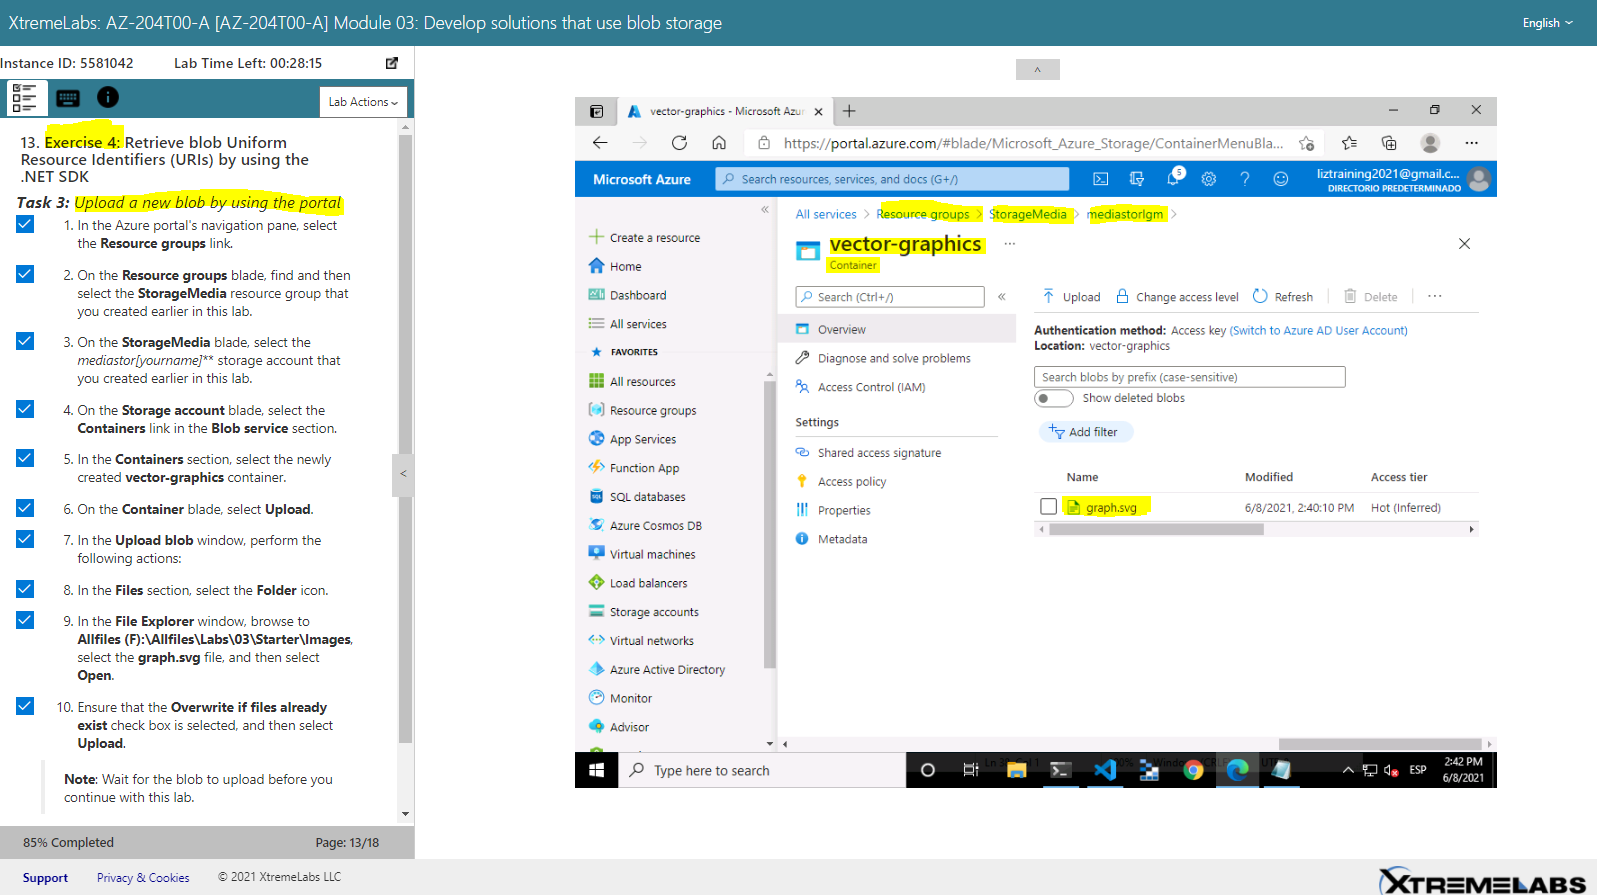 XtremeLabs: AZ-204T00-A [AZ-204T00-A] Module 03: Develop solutions that use blob storage
English
Instance ID: 5581042
Lab Time Left: 00:28:15
Lab Actions
13. Exercise 4: Retrieve blob Uniform
Resource Identifiers (URIs) by using the
.NET SDK
Task 3: Upload a new blob by using the portal
1. In the Azure portal's navigation pane, select
the Resource groups link.
2. On the Resource groups blade, find and then
select the StorageMedia resource group that
you created earlier in this lab.
3. On the StorageMedia blade, select the
mediastor[yourname]** storage account that
you created earlier in this lab.
4. On the Storage account blade, select the
Containers link in the Blob service section.
5. In the Containers section, select the newly
created vector-graphics container.
6. On the Container blade, select Upload.
7. In the Upload blob window, perform the
following actions:
8. In the Files section, select the Folder icon.
9. In the File Explorer window, browse to
Allfiles (F):\Allfiles\Labs\03\Starter\Images,
select the graph.svg file, and then select
Open.
10. Ensure that the Overwrite if files already
exist check box is selected, and then select
Upload.
Note: Wait for the blob to upload before you
continue with this lab.
85% Completed
Page: 13/18
vector-graphics - Microsoft Azur
https://portal.azure.com/#blade/Microsoft_Azure_Storage/ContainerMenuBla...
Microsoft Azure
Search resources, services, and docs (G+/)
5
liztraining2021@gmail.c...
DIRECTORIO PREDETERMINADO
Create a resource
Home
Dashboard
All services
FAVORITES
All resources
Resource groups
App Services
Function App
SQL databases
Azure Cosmos DB
Virtual machines
Load balancers
Storage accounts
Virtual networks
Azure Active Directory
Monitor
Advisor
All services > Resource groups > StorageMedia > mediastorlgm >
vector-graphics ...
Container
Search (Ctrl+/)
Overview
Diagnose and solve problems
Access Control (IAM)
Settings
Shared access signature
Access policy
Properties
Metadata
Upload
Change access level
Refresh
Delete
...
Authentication method: Access key (Switch to Azure AD User Account)
Location: vector-graphics
Search blobs by prefix (case-sensitive)
Show deleted blobs
Add filter
Name
Modified
Access tier
graph.svg
6/8/2021, 2:40:10 PM
Hot (Inferred)
Type here to search
ESP
2:42 PM
6/8/2021
Support
Privacy & Cookies
© 2021 XtremeLabs LLC
XTREMELABS